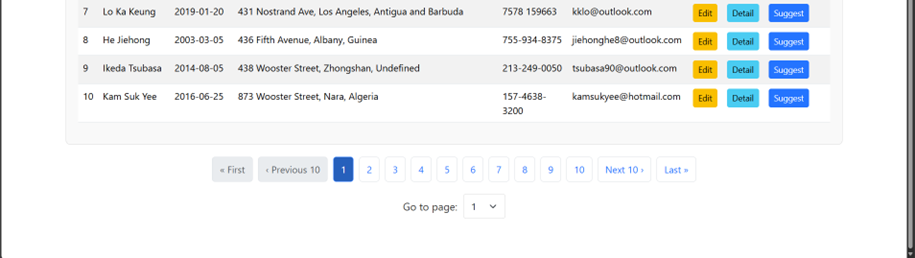 7 Lo Ka Keung 2019-01-20 431 Nostrand Ave, Los Angeles, Antigua and Barbuda 7578 159663 kklo@outlook.com Edit Detail Suggest
8 He Jiehong 2003-03-05 436 Fifth Avenue, Albany, Guinea 755-934-8375 jiehonghe8@outlook.com Edit Detail Suggest
9 Ikeda Tsubasa 2014-08-05 438 Wooster Street, Zhongshan, Undefined 213-249-0050 tsubasa90@outlook.com Edit Detail Suggest
10 Kam Suk Yee 2016-06-25 873 Wooster Street, Nara, Algeria 157-4638- kamsukyee@hotmail.com Edit Detail Suggest
3200
« First ‹ Previous 10 1 2 3 4 5 6 7 8 9 10 Next 10 › Last »
Go to page: 1